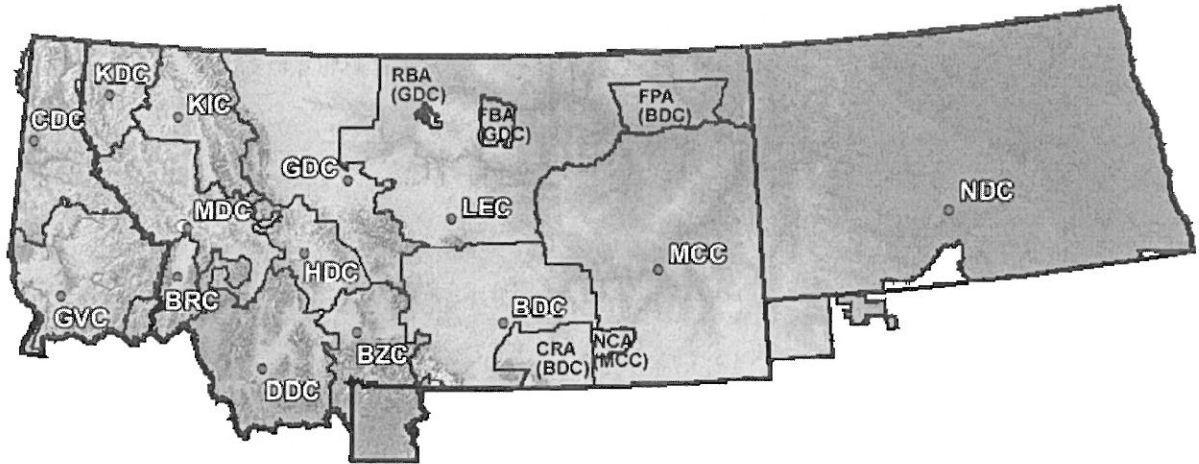 KDC
RBA
(GDC)
KIC
FBA
(GDC)
FPA
(BDC)
CDC
GDC
NDC
MDC
LEC
MCC
HDC
BRC
BDC
GVC
BZC
CRA
(BDC)
NCA
(MCC)
DDC